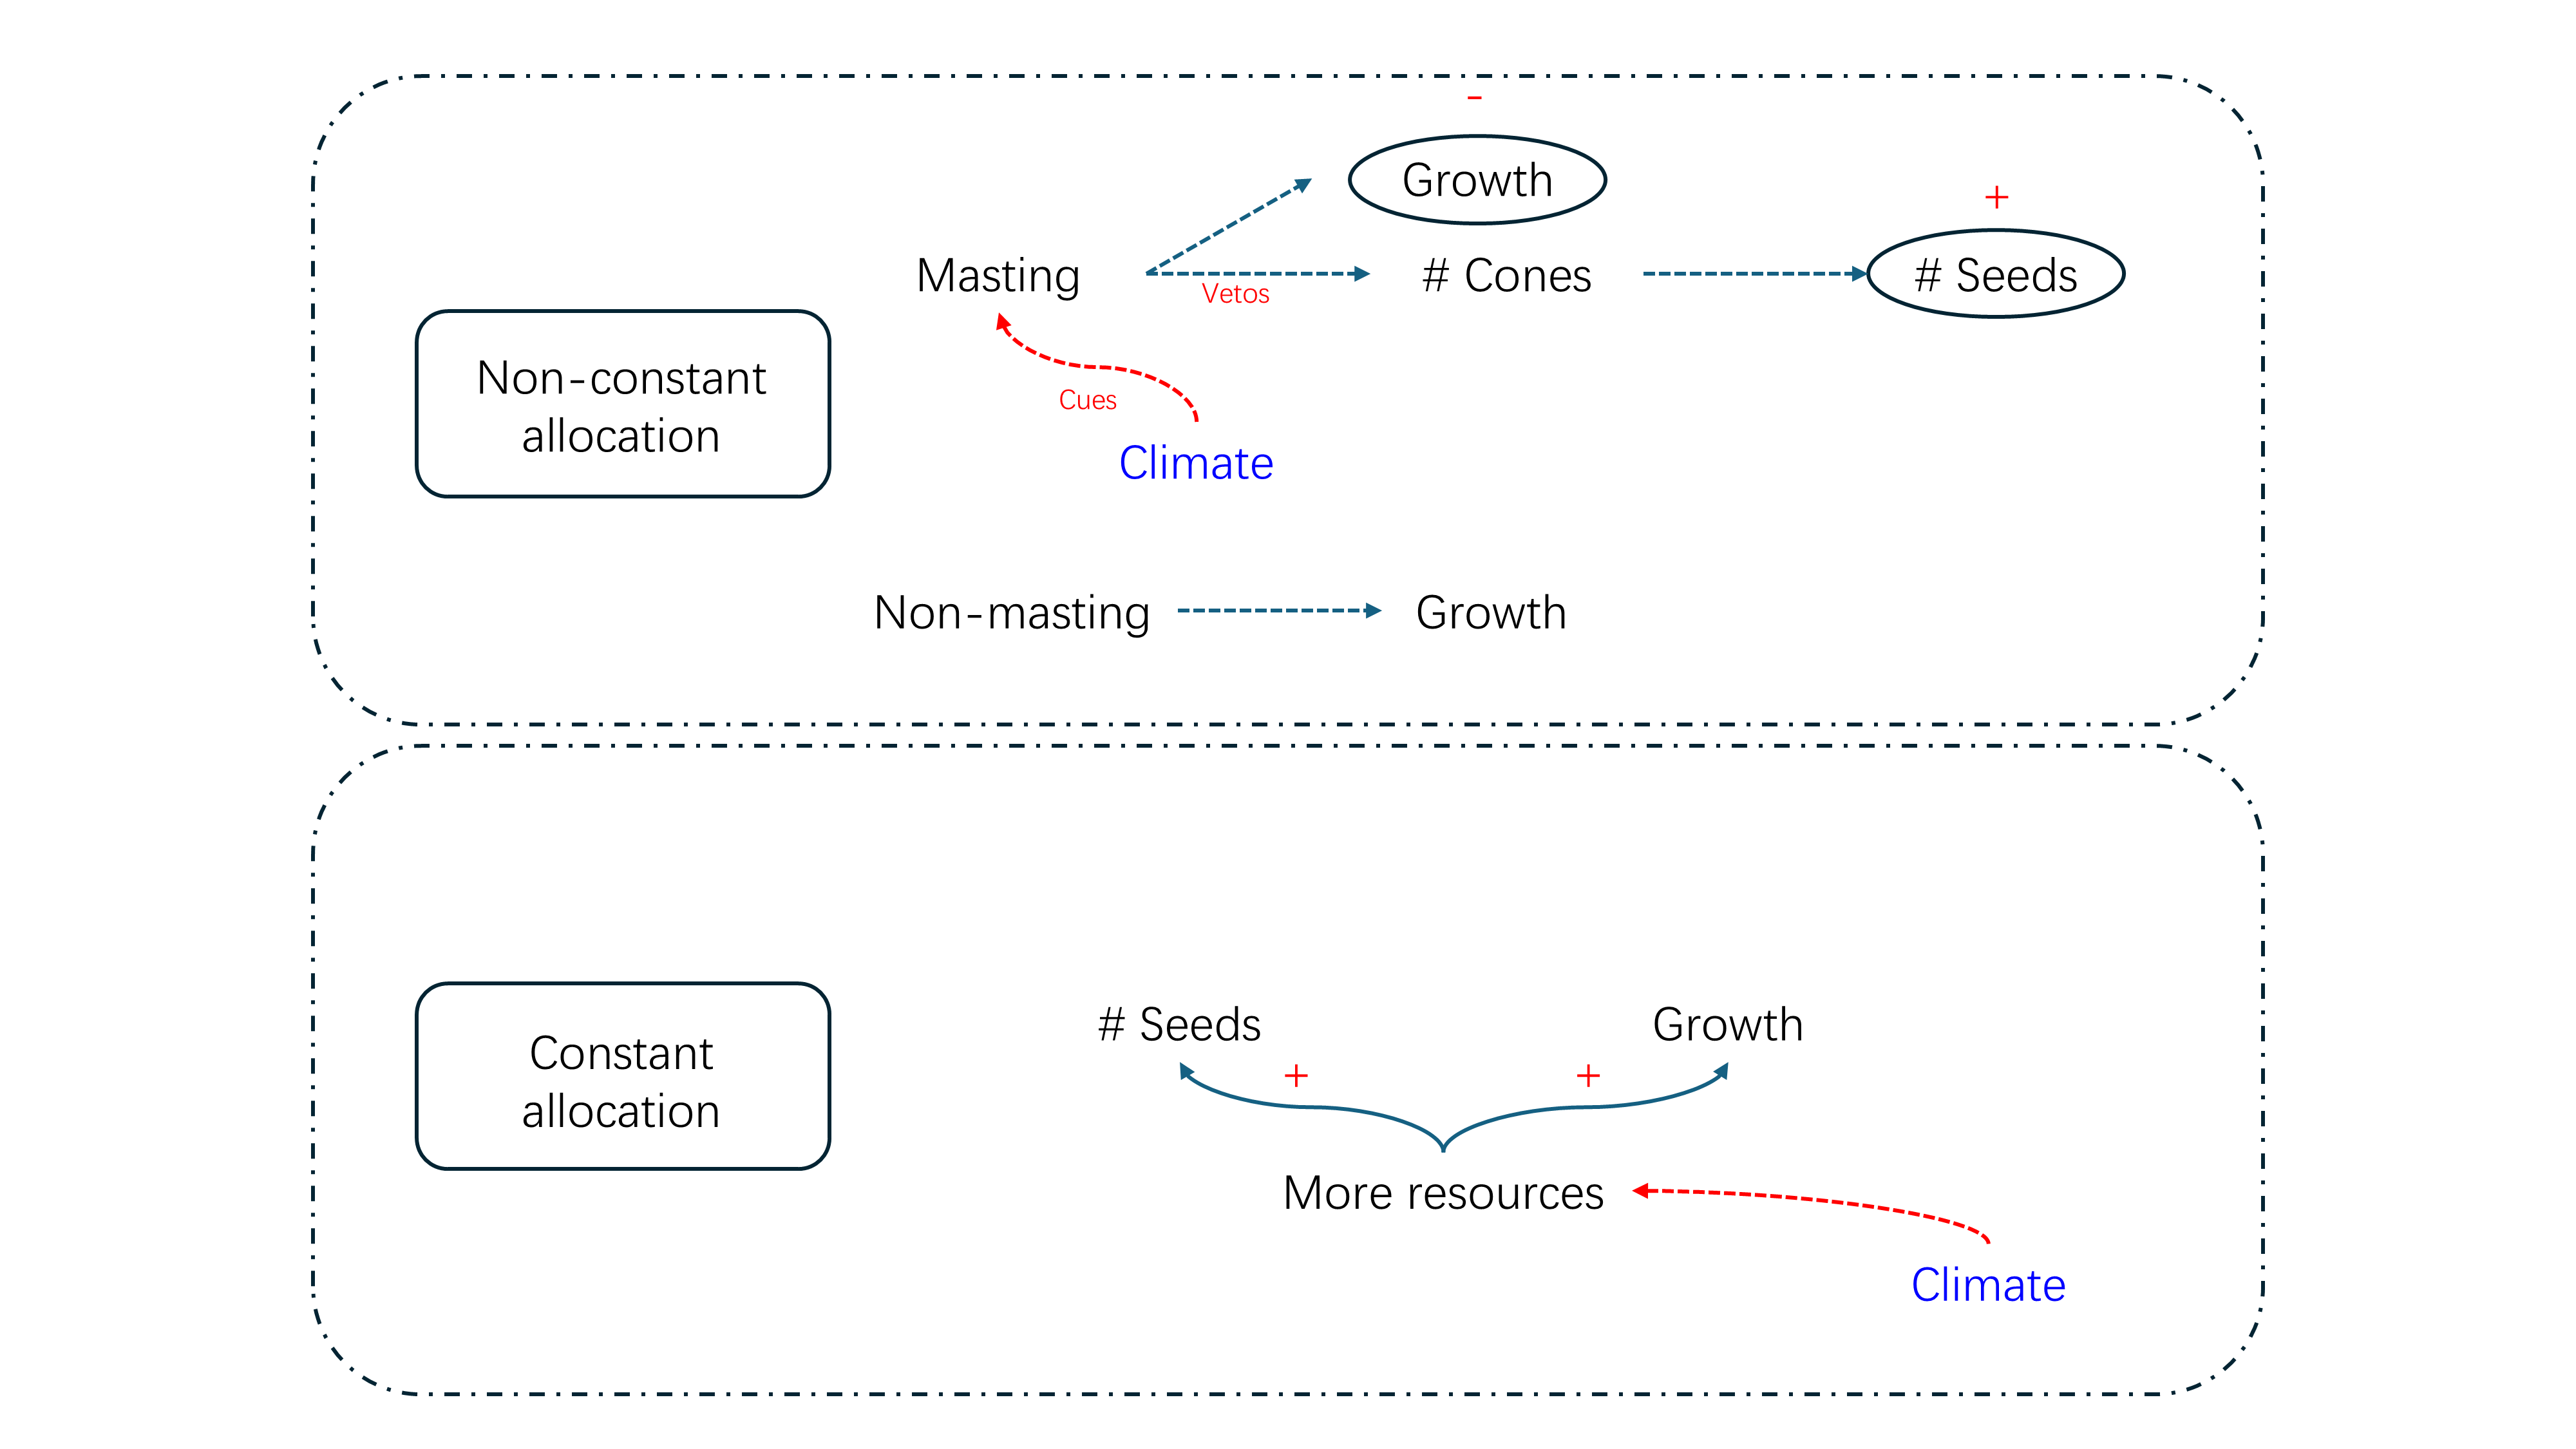 -
Growth
+
Masting
# Cones
# Seeds
Vetos
Non-constant
allocation
Cues
Climate
Non-masting
Growth
# Seeds
Growth
+
+
Constant
allocation
More resources
Climate